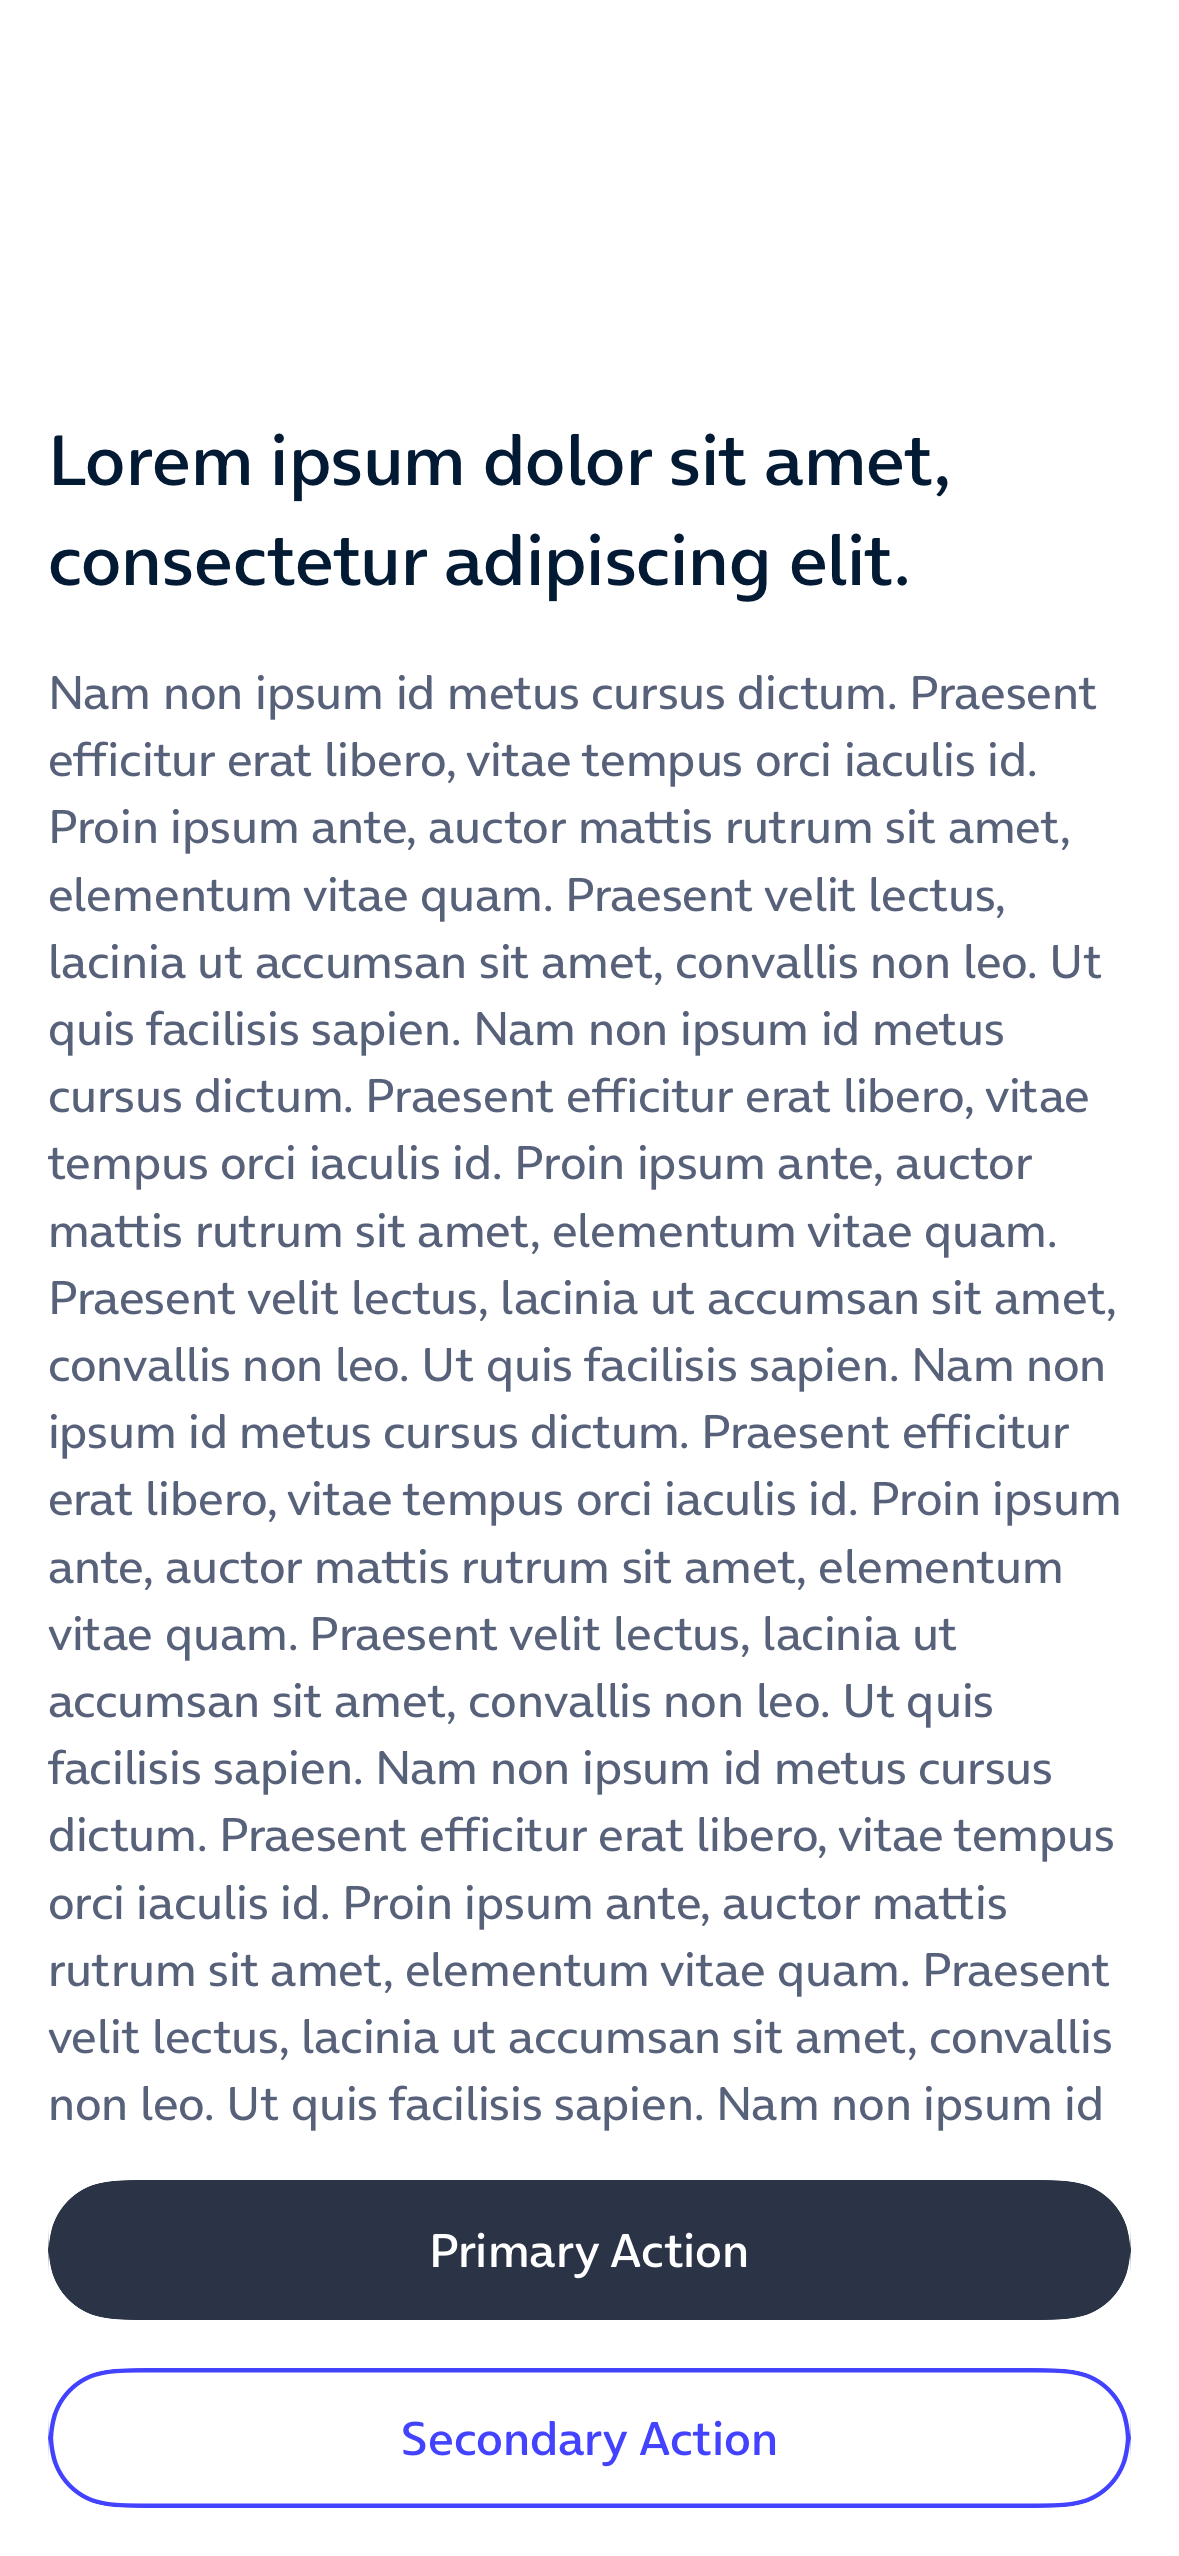 Lorem ipsum dolor sit amet,
consectetur adipiscing elit.
Nam non ipsum id metus cursus dictum. Praesent
efficitur erat libero, vitae tempus orci iaculis id.
Proin ipsum ante, auctor mattis rutrum sit amet,
elementum vitae quam. Praesent velit lectus,
lacinia ut accumsan sit amet, convallis non leo. Ut
quis facilisis sapien. Nam non ipsum id metus
cursus dictum. Praesent efficitur erat libero, vitae
tempus orci iaculis id. Proin ipsum ante, auctor
mattis rutrum sit amet, elementum vitae quam.
Praesent velit lectus, lacinia ut accumsan sit amet,
convallis non leo. Ut quis facilisis sapien. Nam non
ipsum id metus cursus dictum. Praesent efficitur
erat libero, vitae tempus orci iaculis id. Proin ipsum
ante, auctor mattis rutrum sit amet, elementum
vitae quam. Praesent velit lectus, lacinia ut
accumsan sit amet, convallis non leo. Ut quis
facilisis sapien. Nam non ipsum id metus cursus
dictum. Praesent efficitur erat libero, vitae tempus
orci iaculis id. Proin ipsum ante, auctor mattis
rutrum sit amet, elementum vitae quam. Praesent
velit lectus, lacinia ut accumsan sit amet, convallis
non leo. Ut quis facilisis sapien. Nam non ipsum id
Primary Action
Secondary Action